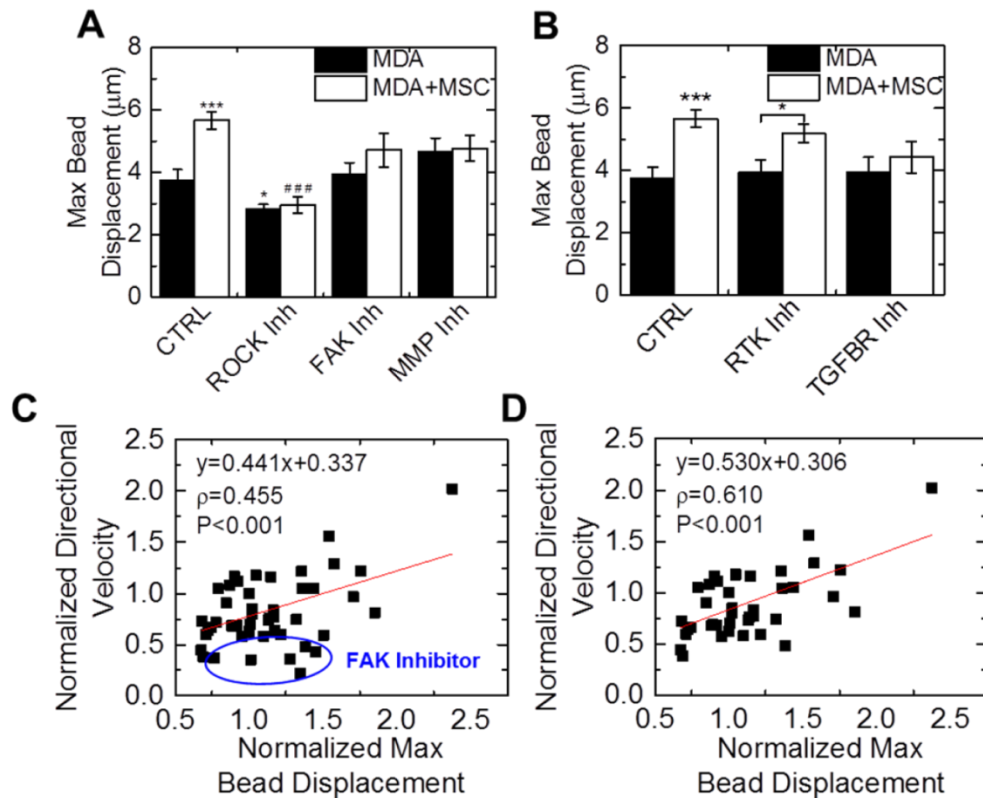 A
MDA
MDA+MSC
Max Bead
Displacement (μm)
8
6
4
2
0
***
*
###
CTRL
ROCK Inh
FAK Inh
MMP Inh
B
MDA
MDA+MSC
Max Bead
Displacement (μm)
8
6
4
2
0
***
*
CTRL
RTK Inh
TGFBR Inh
C
Normalized Directional
Velocity
2.5
2.0
1.5
1.0
0.5
0.0
y=0.441x+0.337
ρ=0.455
P<0.001
FAK Inhibitor
0.5 1.0 1.5 2.0 2.5
Normalized Max
Bead Displacement
D
Normalized Directional
Velocity
2.5
2.0
1.5
1.0
0.5
0.0
y=0.530x+0.306
ρ=0.610
P<0.001
0.5 1.0 1.5 2.0 2.5
Normalized Max
Bead Displacement